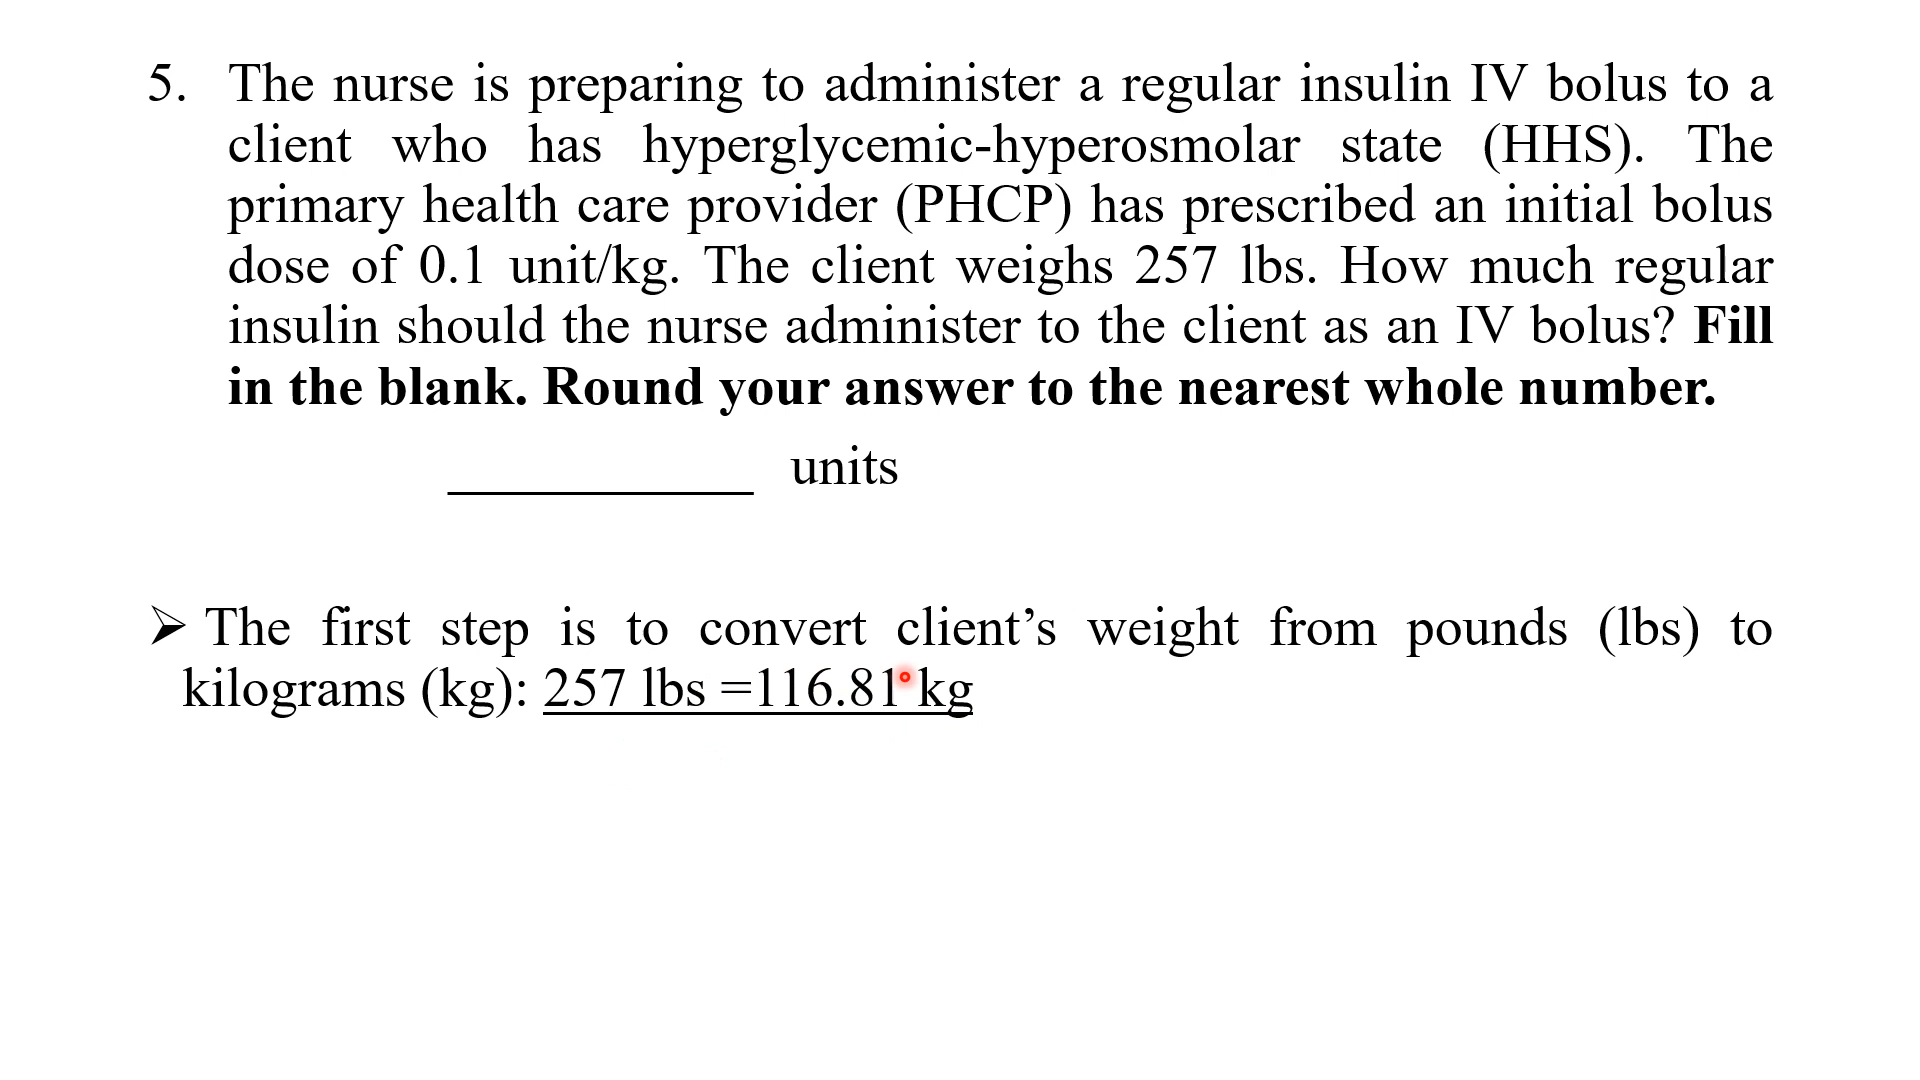 5. The nurse is preparing to administer a regular insulin IV bolus to a
client who has hyperglycemic-hyperosmolar state (HHS). The
primary health care provider (PHCP) has prescribed an initial bolus
dose of 0.1 unit/kg. The client weighs 257 lbs. How much regular
insulin should the nurse administer to the client as an IV bolus? Fill
in the blank. Round your answer to the nearest whole number.
__________ units
➢ The first step is to convert client’s weight from pounds (lbs) to
kilograms (kg): 257 lbs =116.81 kg